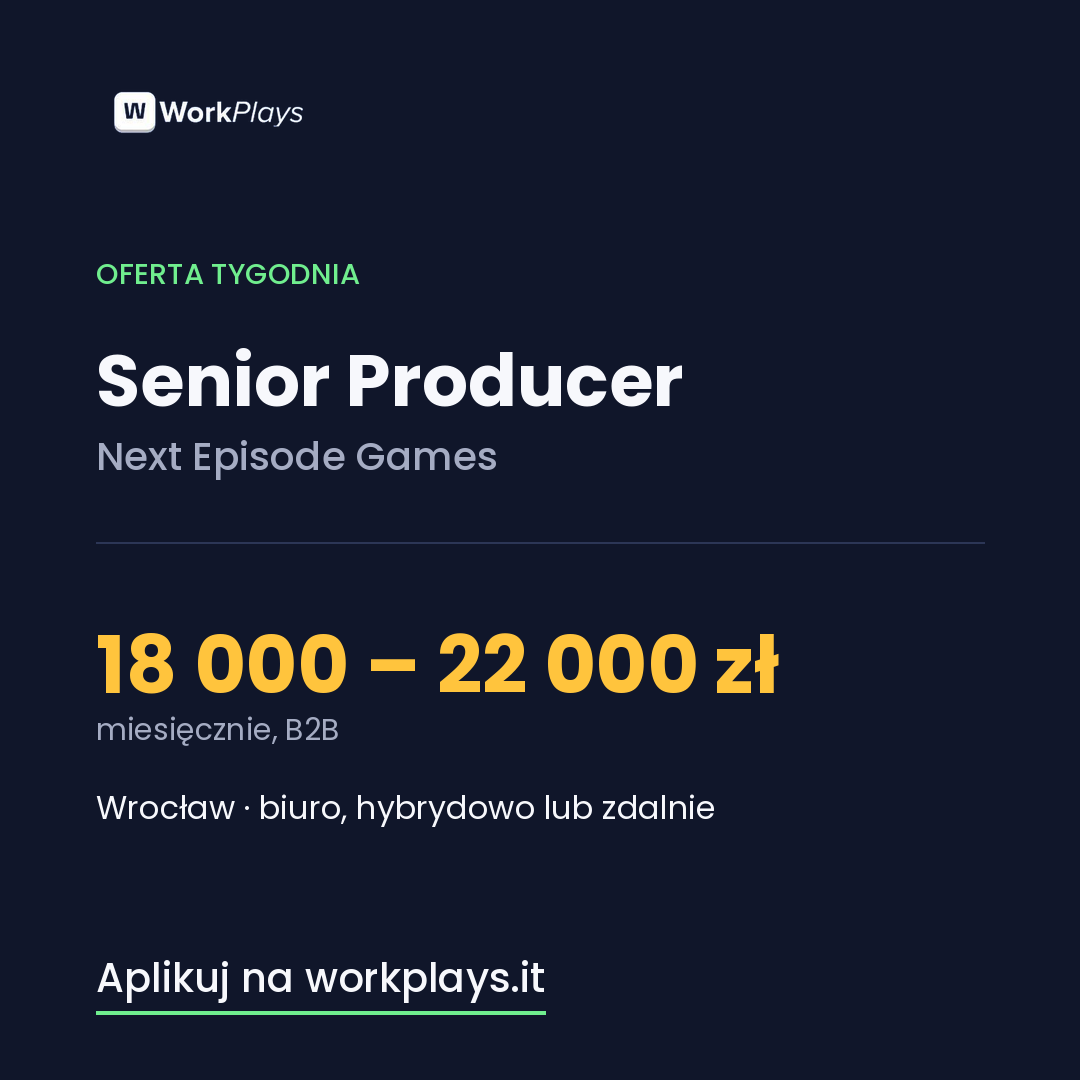 W WorkPlays
OFERTA TYGODNIA
Senior Producer
Next Episode Games
18 000 – 22 000 zł
miesięcznie, B2B
Wrocław · biuro, hybrydowo lub zdalnie
Aplikuj na workplays.it